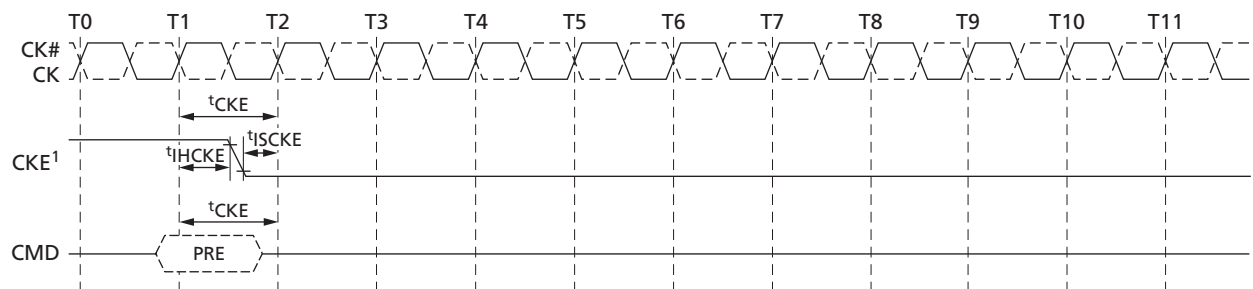 T0 T1 T2 T3 T4 T5 T6 T7 T8 T9 T10 T11
CK#
CK
tCKE
tISCKE
CKE1
tIHCKE
tCKE
CMD
PRE